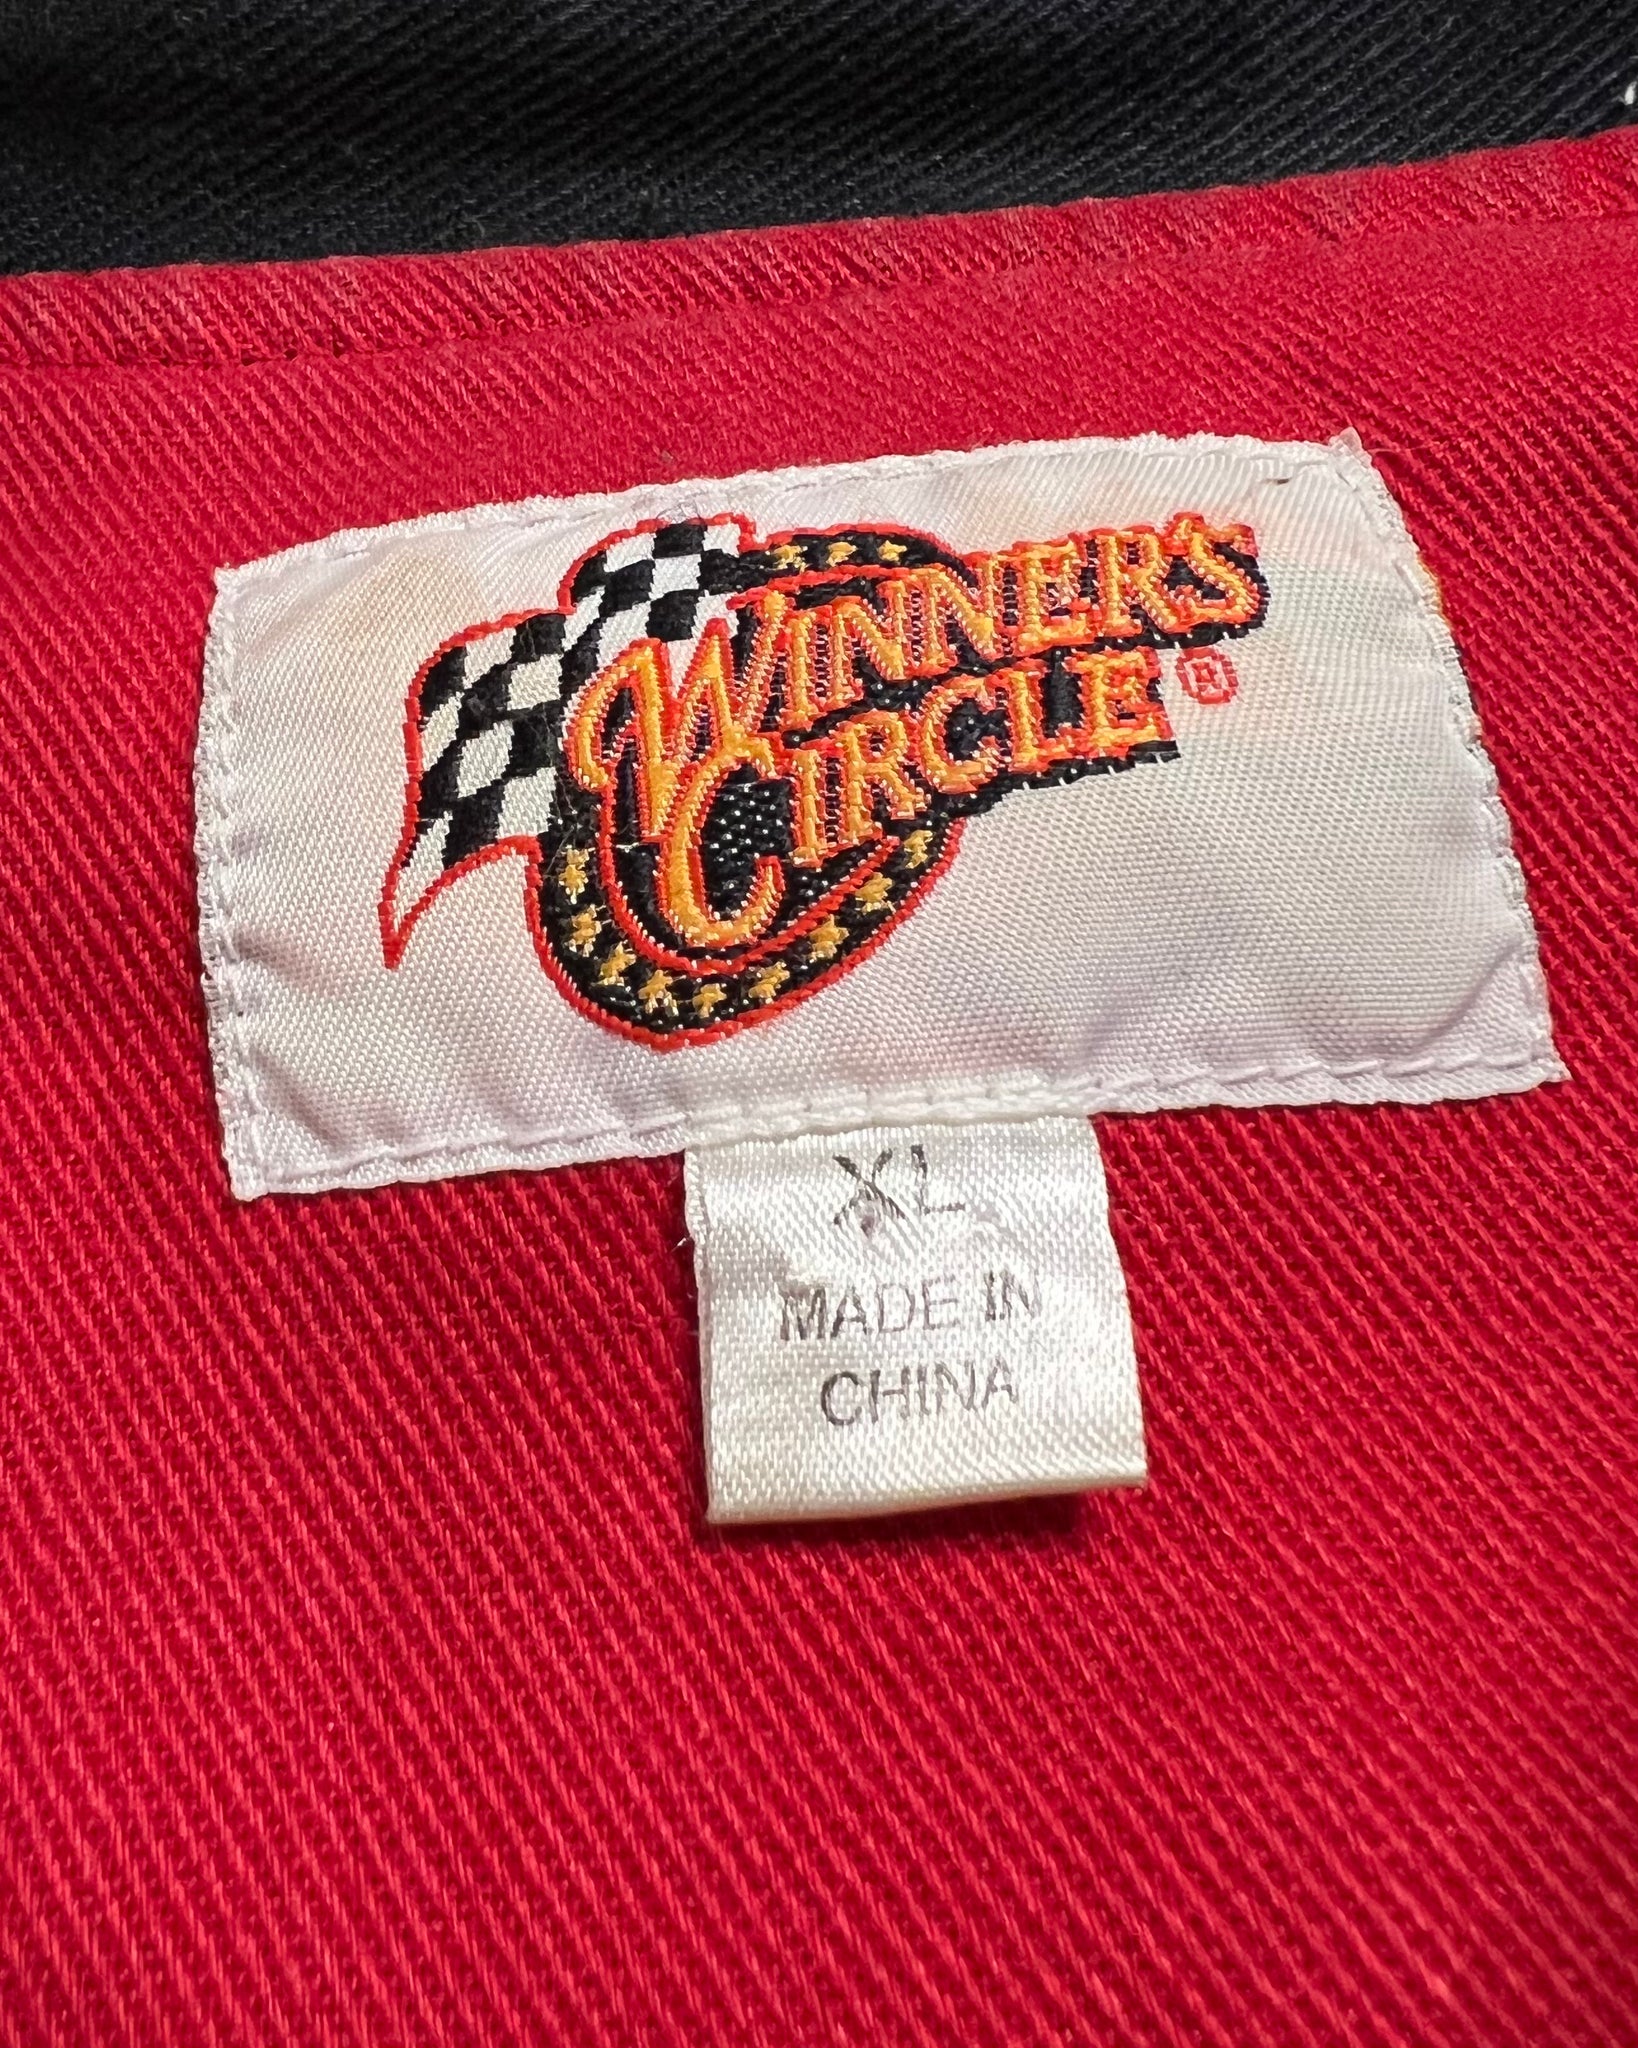 WINNER'S
CIRCLE ®
XL
MADE IN
CHINA